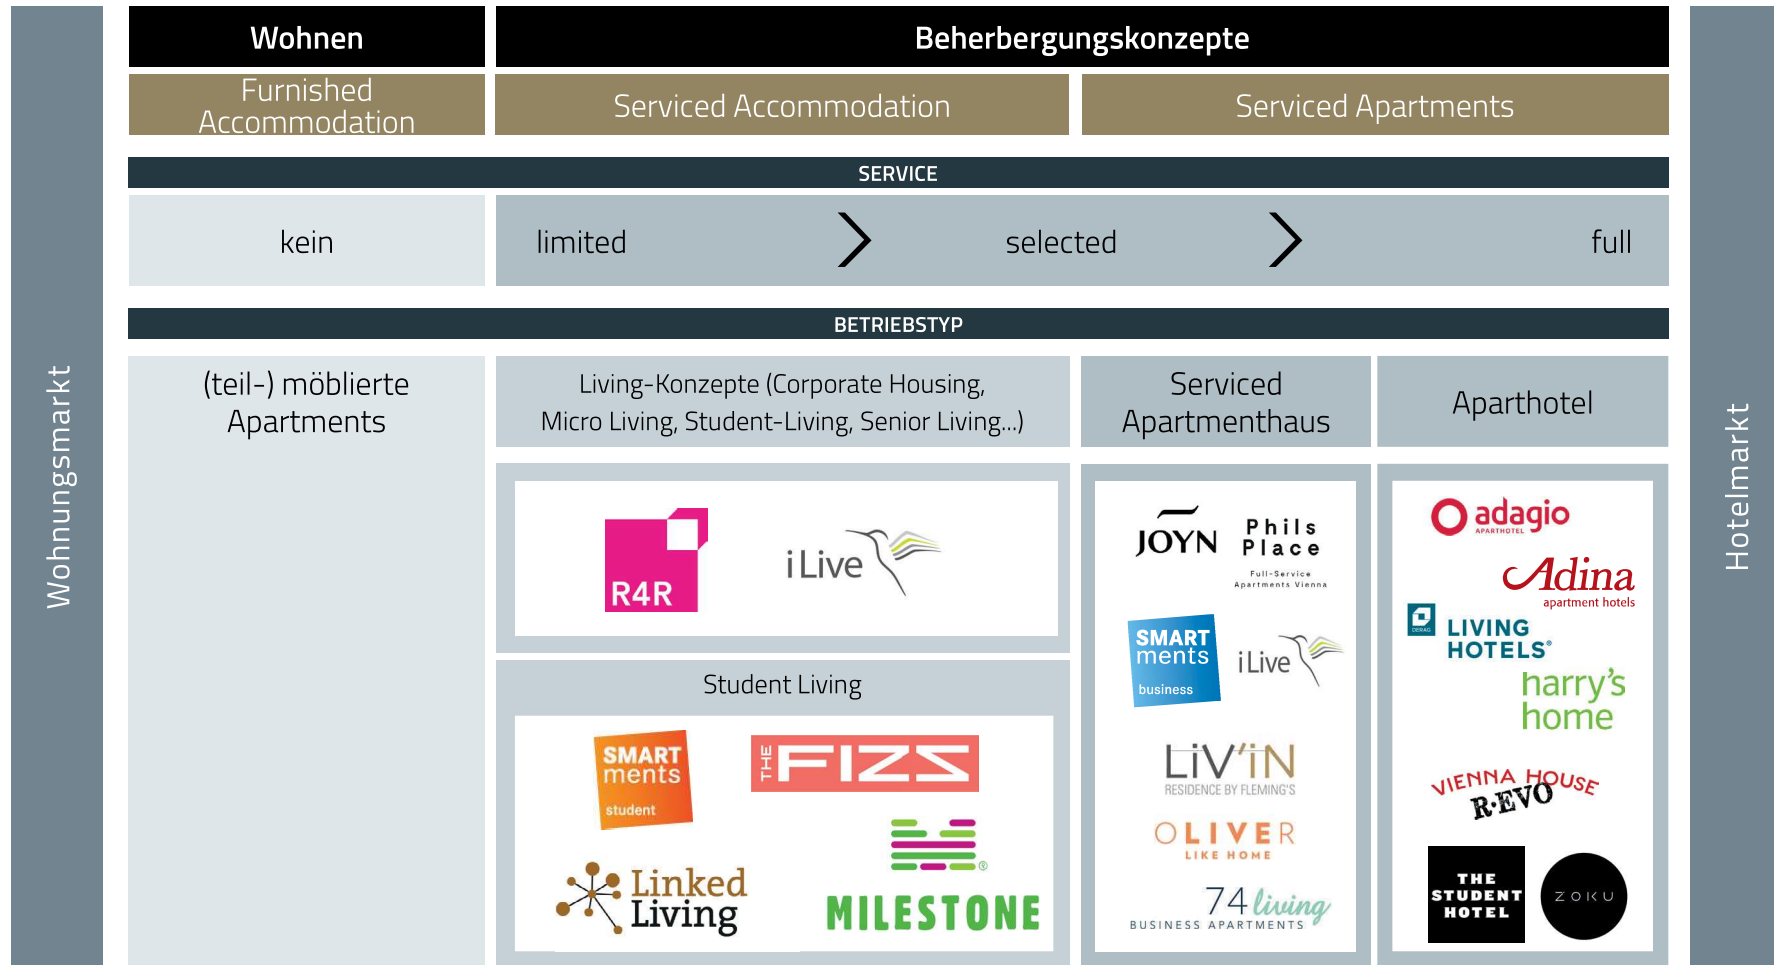 Wohnungsmarkt
Wohnen
Beherbergungskonzepte
Furnished
Accommodation
Serviced Accommodation
Serviced Apartments
SERVICE
kein
limited
selected
full
BETRIEBSTYP
(teil-) möblierte
Apartments
Living-Konzepte (Corporate Housing,
Micro Living, Student-Living, Senior Living...)
R4R
iLive
Student Living
SMART
ments
student
THE FIZS
Linked
Living
MILESTONE
Serviced
Apartmenthaus
JOYN
Phils
Place
Full-Service
Apartments Vienna
SMART
ments
business
iLive
LiV'iN
RESIDENCE BY FLEMING'S
OLIVER
LIKE HOME
74 living
BUSINESS APARTMENTS
Aparthotel
adagio
APARTHOTEL
Adina
apartment hotels
DERAG
LIVING
HOTELS®
harry's
home
VIENNA HOUSE
R·EVO
THE
STUDENT
HOTEL
ZOKU
Hotelmarkt